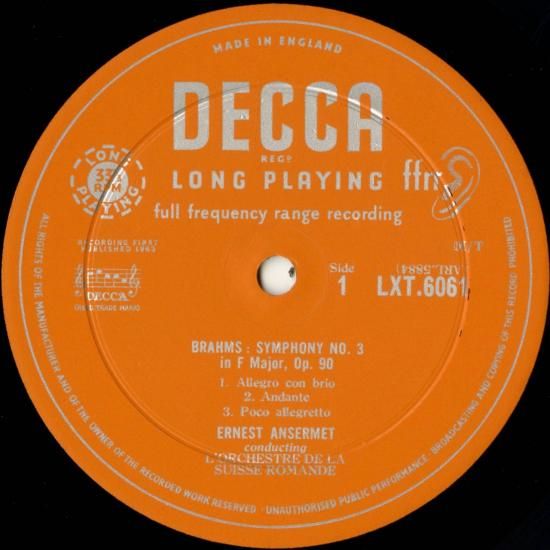 MADE IN ENGLAND
DECCA
REGD
LONG PLAYING ffrr
full frequency range recording
LONG
33⅓
RPM
PLAYING
RECORDING FIRST
PUBLISHED 1963
DECCA
(REGD. TRADE MARK)
Side
1
(ARL.5884)
LXT.6061
BRAHMS : SYMPHONY NO. 3
in F Major, Op. 90
1. Allegro con brio
2. Andante
3. Poco allegretto
ERNEST ANSERMET
conducting
L'ORCHESTRE DE LA
SUISSE ROMANDE
ALL RIGHTS OF THE MANUFACTURER AND OF THE OWNER OF THE RECORDED WORK RESERVED · UNAUTHORISED PUBLIC PERFORMANCE, BROADCASTING AND COPYING OF THIS RECORD PROHIBITED